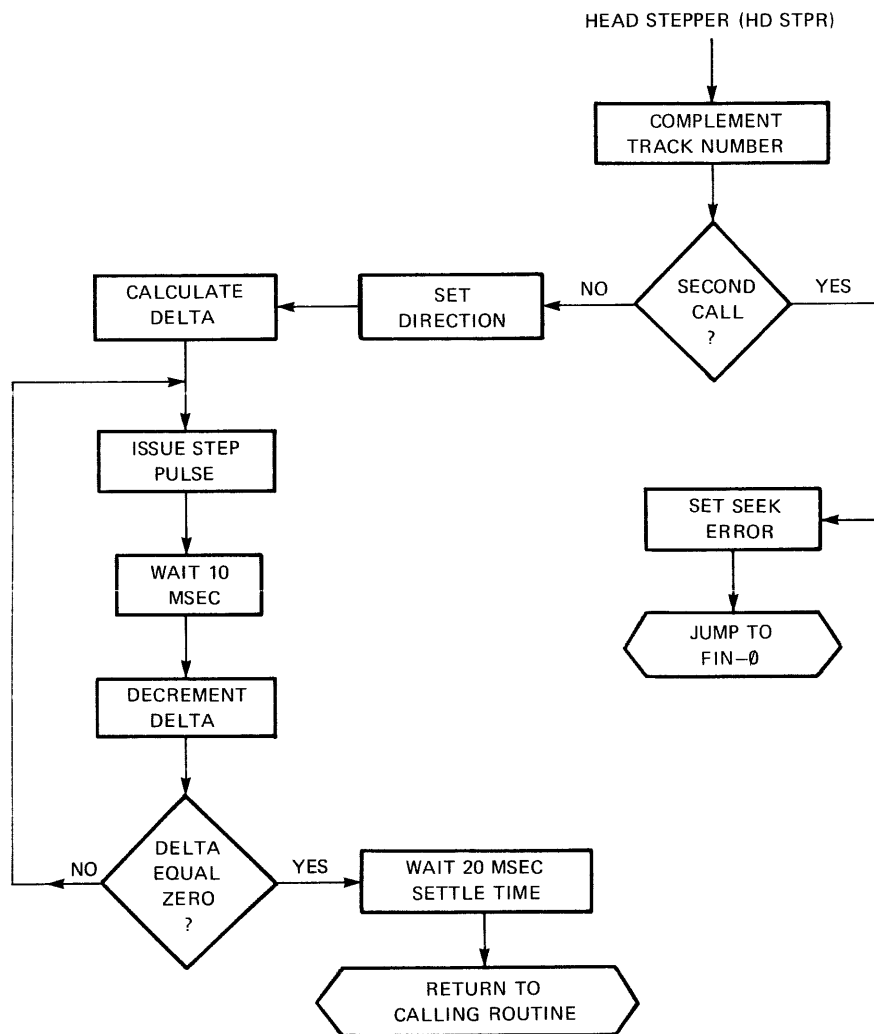 HEAD STEPPER (HD STPR)
COMPLEMENT
TRACK NUMBER
SECOND
CALL
?
NO
YES
SET
DIRECTION
CALCULATE
DELTA
ISSUE STEP
PULSE
WAIT 10
MSEC
DECREMENT
DELTA
DELTA
EQUAL
ZERO
?
NO
YES
WAIT 20 MSEC
SETTLE TIME
RETURN TO
CALLING ROUTINE
SET SEEK
ERROR
JUMP TO
FIN–Ø